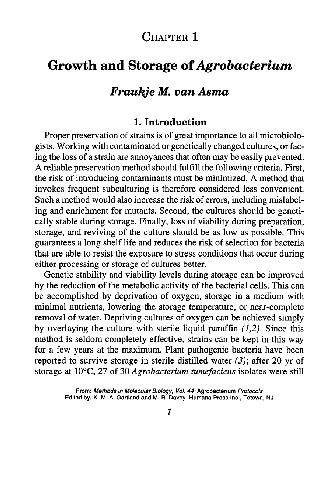 CHAPTER 1
Growth and Storage of Agrobacterium
Fraukje M. van Asma
1. Introduction
Proper preservation of strains is of great importance to all microbiolo-
gists. Working with contaminated or genetically changed cultures, or fac-
ing the loss of a strain are annoyances that often may be easily prevented.
A reliable preservation method should fulfill the following criteria. First,
the risk of introducing contaminants must be minimized. A method that
invokes frequent subculturing is therefore considered less convenient.
Such a method would also increase the risk of errors, including mislabel-
ing and enrichment for mutants. Second, the cultures should be geneti-
cally stable during storage. Finally, loss of viability during preparation,
storage, and reviving of the culture should be as low as possible. This
guarantees a long shelf life and reduces the risk of selection for bacteria
that are able to resist the exposure to stress conditions that occur during
either processing or storage of cultures better.
Genetic stability and viability levels during storage can be improved
by the reduction of the metabolic activity of the bacterial cells. This can
be accomplished by deprivation of oxygen, storage in a medium with
minimal nutrients, lowering the storage temperature, or near-complete
removal of water. Depriving cultures of oxygen can be achieved simply
by overlaying the culture with sterile liquid paraffin (1,2). Since this
method is seldom completely effective, strains can be kept in this way
for a few years at the maximum. Plant pathogenic bacteria have been
reported to survive storage in sterile distilled water (3); after 20 yr of
storage at 10°C, 27 of 30 Agrobacterium tumefaciens isolates were still
From: Methods in Molecular Biology, Vol. 44: Agrobacterium Protocols
Edited by: K. M. A. Gartland and M. R. Davey Humana Press Inc., Totowa, NJ
1